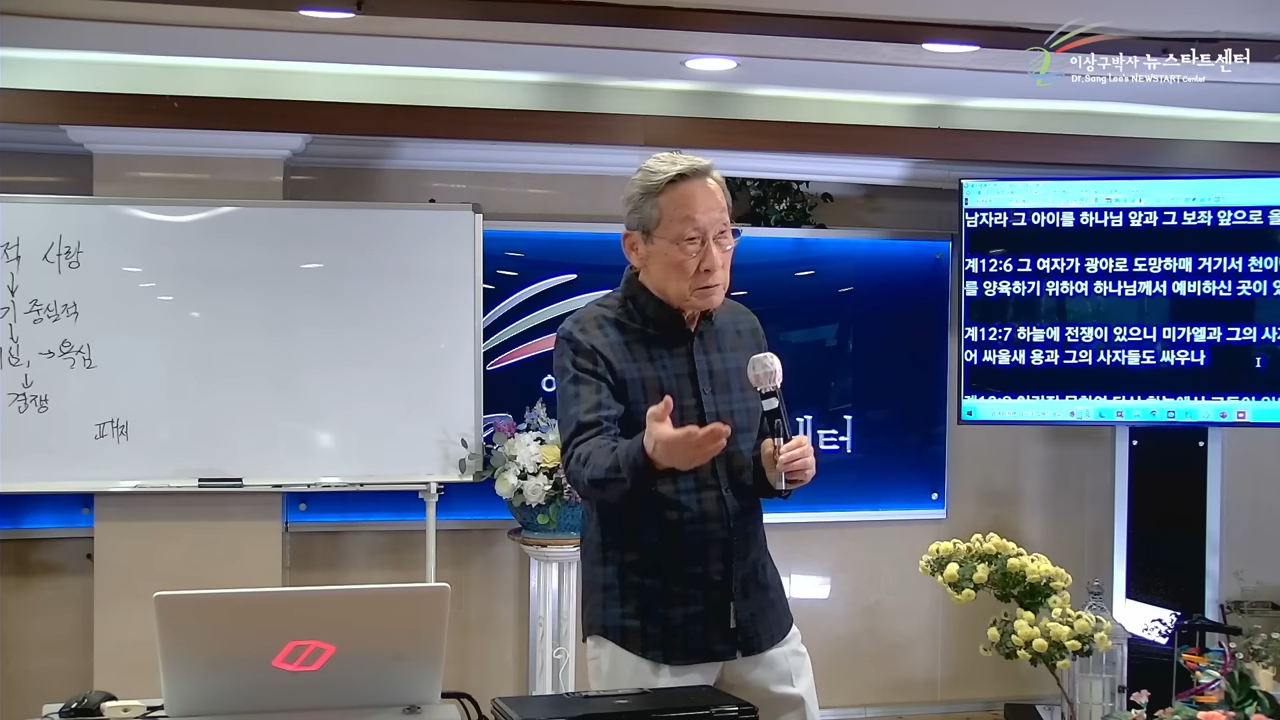 이상구박사 뉴스타트센터
Dr. Sang Lee's NEWSTART Center
적 사랑
↓
기 중심적
↓
→욕심
↓
경쟁
센터
남자라 그 아이를 하나님 앞과 그 보좌 앞으로
계12:6 그 여자가 광야로 도망하매 거기서
를 양육하기 위하여 하나님께서 예비하신 곳이
계12:7 하늘에 전쟁이 있으니 미가엘과 그의
어 싸울새 용과 그의 사자들도 싸우나